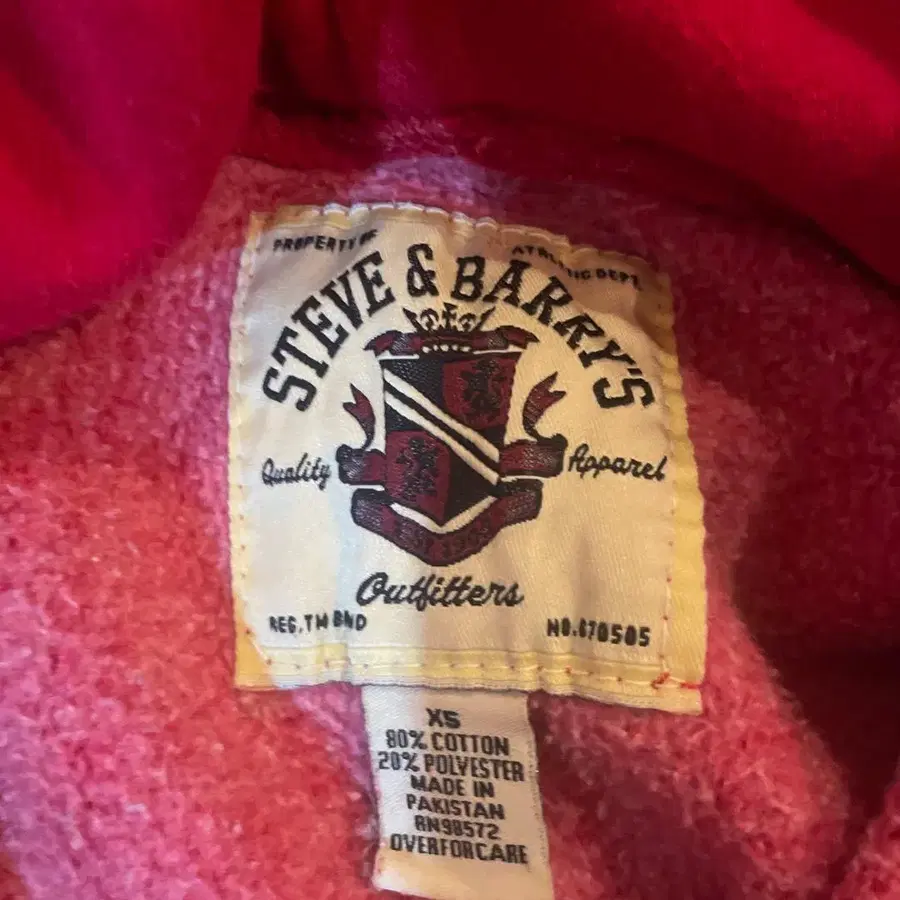 PROPERTY OF
ATHLETIC DEPT.
STEVE & BARRY'S
Quality
Apparel
Outfitters
REG.TM BND
NO.670505
XS
80% COTTON
20% POLYESTER
MADE IN
PAKISTAN
RN98572
OVERFORCARE